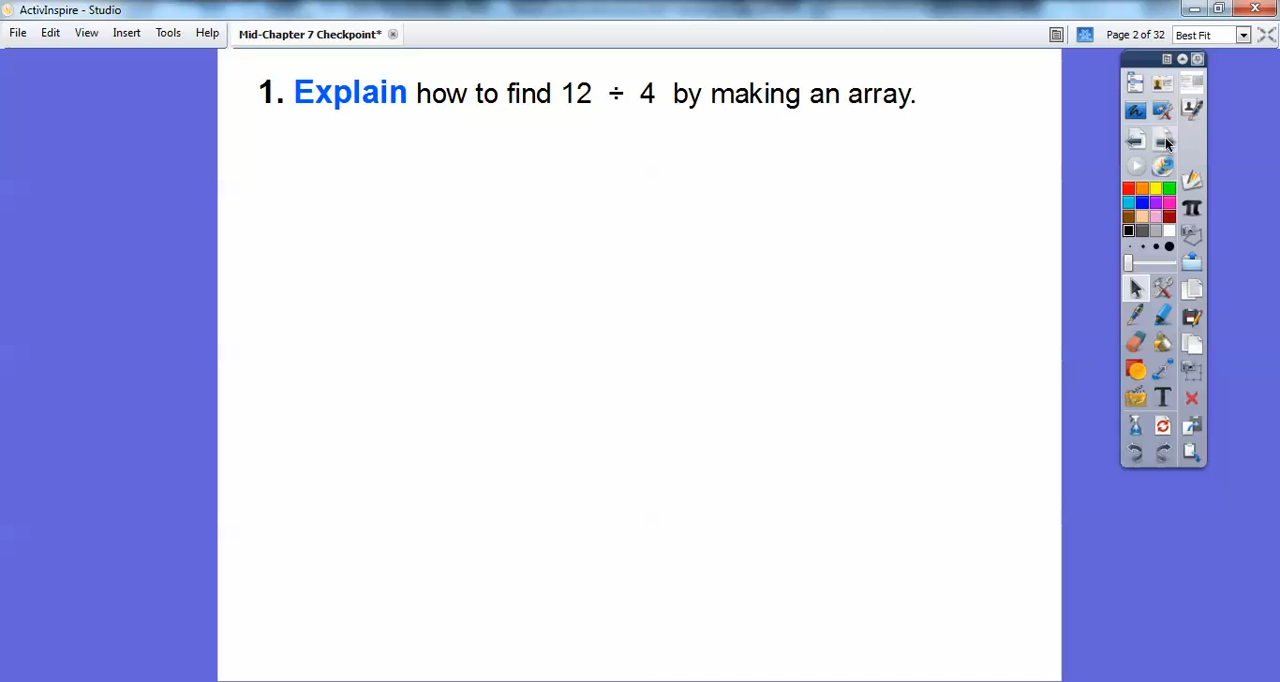 ActivInspire - Studio
File Edit View Insert Tools Help
Mid-Chapter 7 Checkpoint*
Page 2 of 32
Best Fit
1. Explain how to find 12 ÷ 4 by making an array.